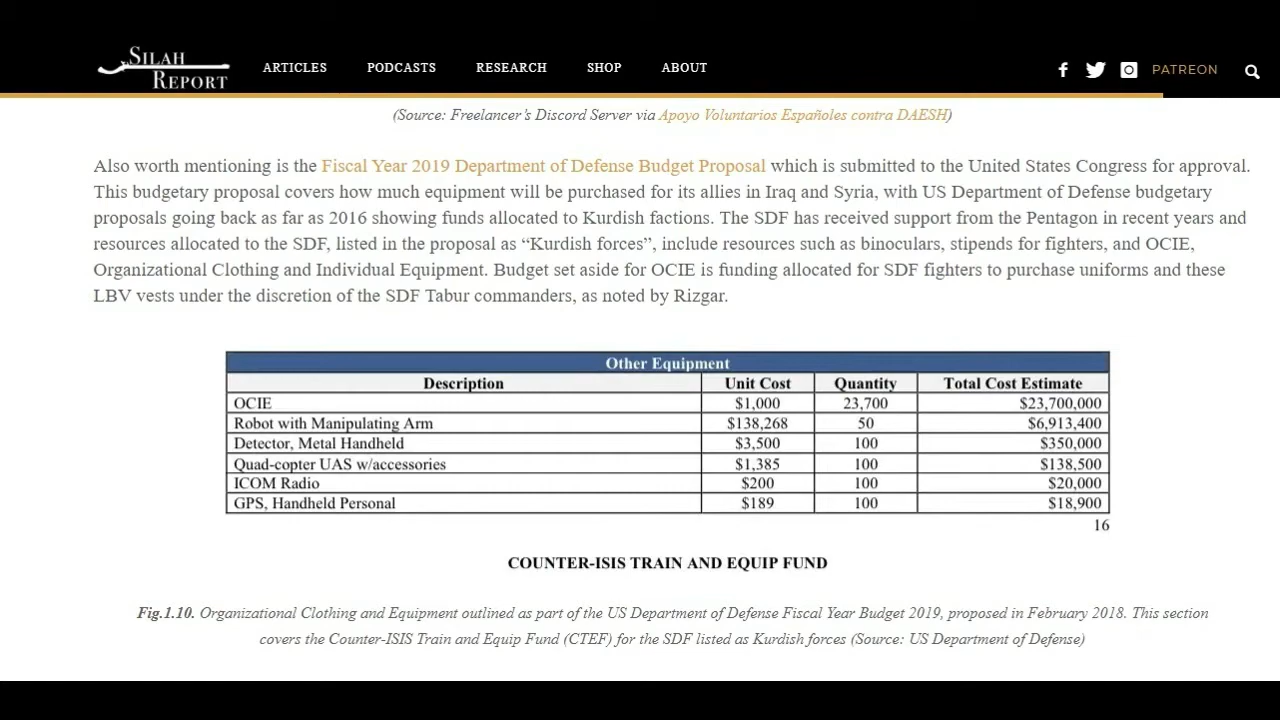 SILAH
REPORT
ARTICLES PODCASTS RESEARCH SHOP ABOUT PATREON
(Source: Freelancer's Discord Server via Apoyo Voluntarios Españoles contra DAESH)
Also worth mentioning is the Fiscal Year 2019 Department of Defense Budget Proposal which is submitted to the United States Congress for approval.
This budgetary proposal covers how much equipment will be purchased for its allies in Iraq and Syria, with US Department of Defense budgetary
proposals going back as far as 2016 showing funds allocated to Kurdish factions. The SDF has received support from the Pentagon in recent years and
resources allocated to the SDF, listed in the proposal as “Kurdish forces”, include resources such as binoculars, stipends for fighters, and OCIE,
Organizational Clothing and Individual Equipment. Budget set aside for OCIE is funding allocated for SDF fighters to purchase uniforms and these
LBV vests under the discretion of the SDF Tabur commanders, as noted by Rizgar.
Other Equipment
Description Unit Cost Quantity Total Cost Estimate
OCIE $1,000 23,700 $23,700,000
Robot with Manipulating Arm $138,268 50 $6,913,400
Detector, Metal Handheld $3,500 100 $350,000
Quad-copter UAS w/accessories $1,385 100 $138,500
ICOM Radio $200 100 $20,000
GPS, Handheld Personal $189 100 $18,900
16
COUNTER-ISIS TRAIN AND EQUIP FUND
Fig.1.10. Organizational Clothing and Equipment outlined as part of the US Department of Defense Fiscal Year Budget 2019, proposed in February 2018. This section
covers the Counter-ISIS Train and Equip Fund (CTEF) for the SDF listed as Kurdish forces (Source: US Department of Defense)